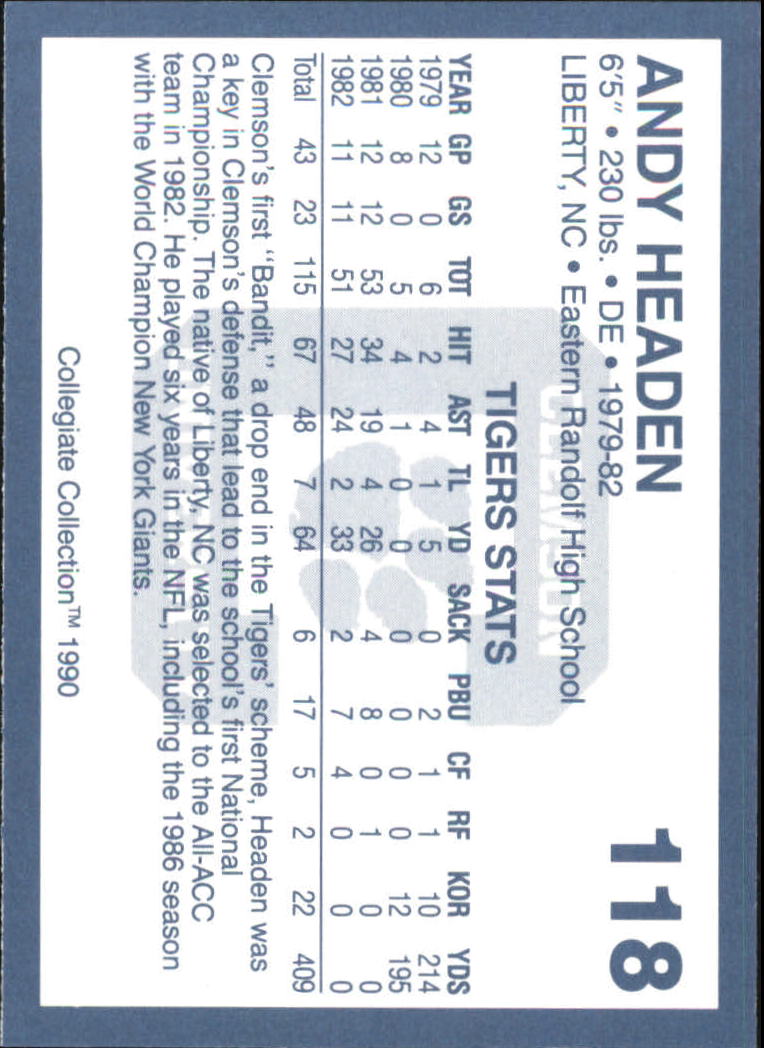 ANDY HEADEN 118
6'5" • 230 lbs. • DE • 1979-82
LIBERTY, NC • Eastern Randolf High School
TIGERS STATS
YEAR GP GS TOT HIT AST TL YD SACK PBU CF RF KOR YDS
1979 12 0 6 2 4 1 5 0 2 1 1 10 214
1980 8 0 5 4 1 0 0 0 0 0 0 12 195
1981 12 12 53 34 19 4 26 4 8 0 1 0 0
1982 11 11 51 27 24 2 33 2 7 4 0 0 0
Total 43 23 115 67 48 7 64 6 17 5 2 22 409
Clemson's first "Bandit," a drop end in the Tigers' scheme, Headen was
a key in Clemson's defense that lead to the school's first National
Championship. The native of Liberty, NC was selected to the All-ACC
team in 1982. He played six years in the NFL, including the 1986 season
with the World Champion New York Giants.
Collegiate Collection™ 1990